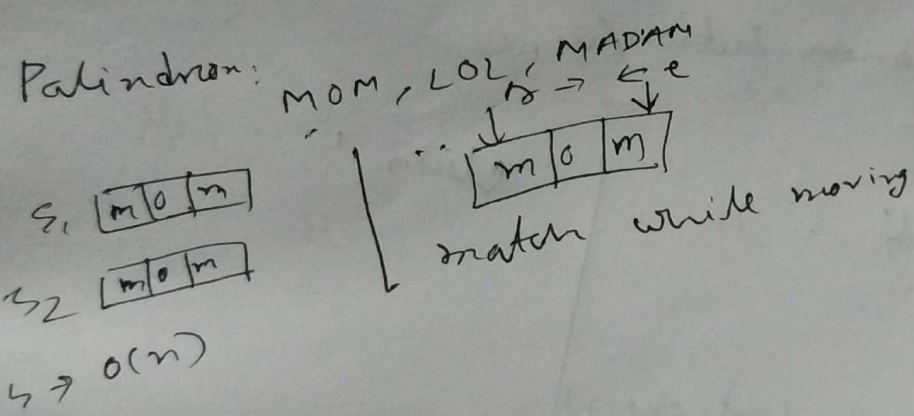 Palindrom: MOM, LOL, MADAM
s → ← e
m o m
match while moving
S1 m o m
S2 m o m
↳ → O(n)